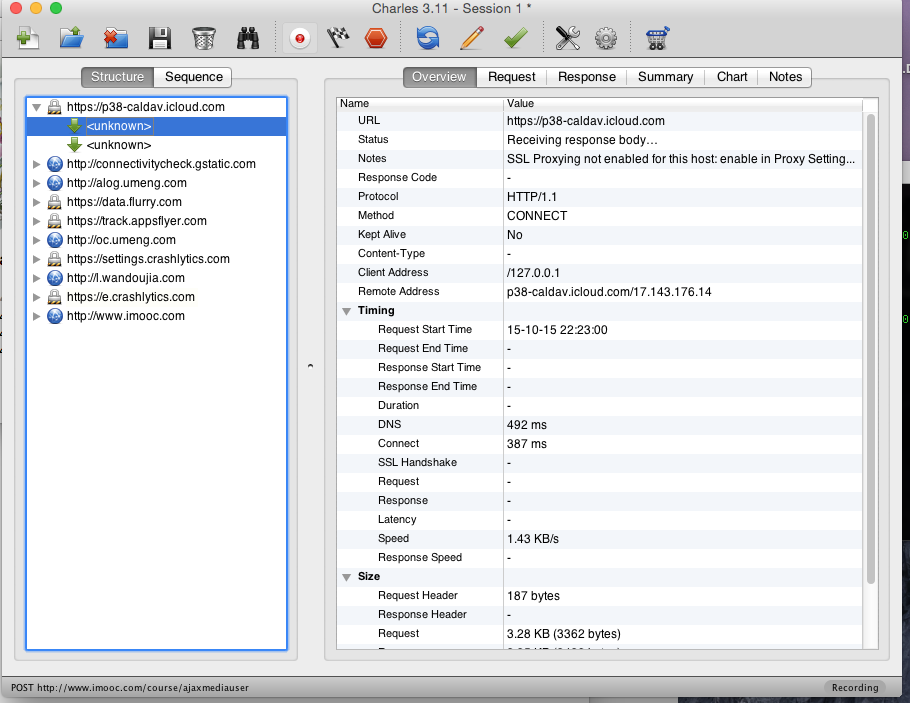 Charles 3.11 - Session 1 *
Structure Sequence
Overview Request Response Summary Chart Notes
https://p38-caldav.icloud.com
<unknown>
<unknown>
http://connectivitycheck.gstatic.com
http://alog.umeng.com
https://data.flurry.com
https://track.appsflyer.com
http://oc.umeng.com
https://settings.crashlytics.com
http://l.wandoujia.com
https://e.crashlytics.com
http://www.imooc.com
Name Value
URL https://p38-caldav.icloud.com
Status Receiving response body…
Notes SSL Proxying not enabled for this host: enable in Proxy Setting...
Response Code -
Protocol HTTP/1.1
Method CONNECT
Kept Alive No
Content-Type -
Client Address /127.0.0.1
Remote Address p38-caldav.icloud.com/17.143.176.14
Timing
Request Start Time 15-10-15 22:23:00
Request End Time -
Response Start Time -
Response End Time -
Duration -
DNS 492 ms
Connect 387 ms
SSL Handshake -
Request -
Response -
Latency -
Speed 1.43 KB/s
Response Speed -
Size
Request Header 187 bytes
Response Header -
Request 3.28 KB (3362 bytes)
POST http://www.imooc.com/course/ajaxmediauser
Recording